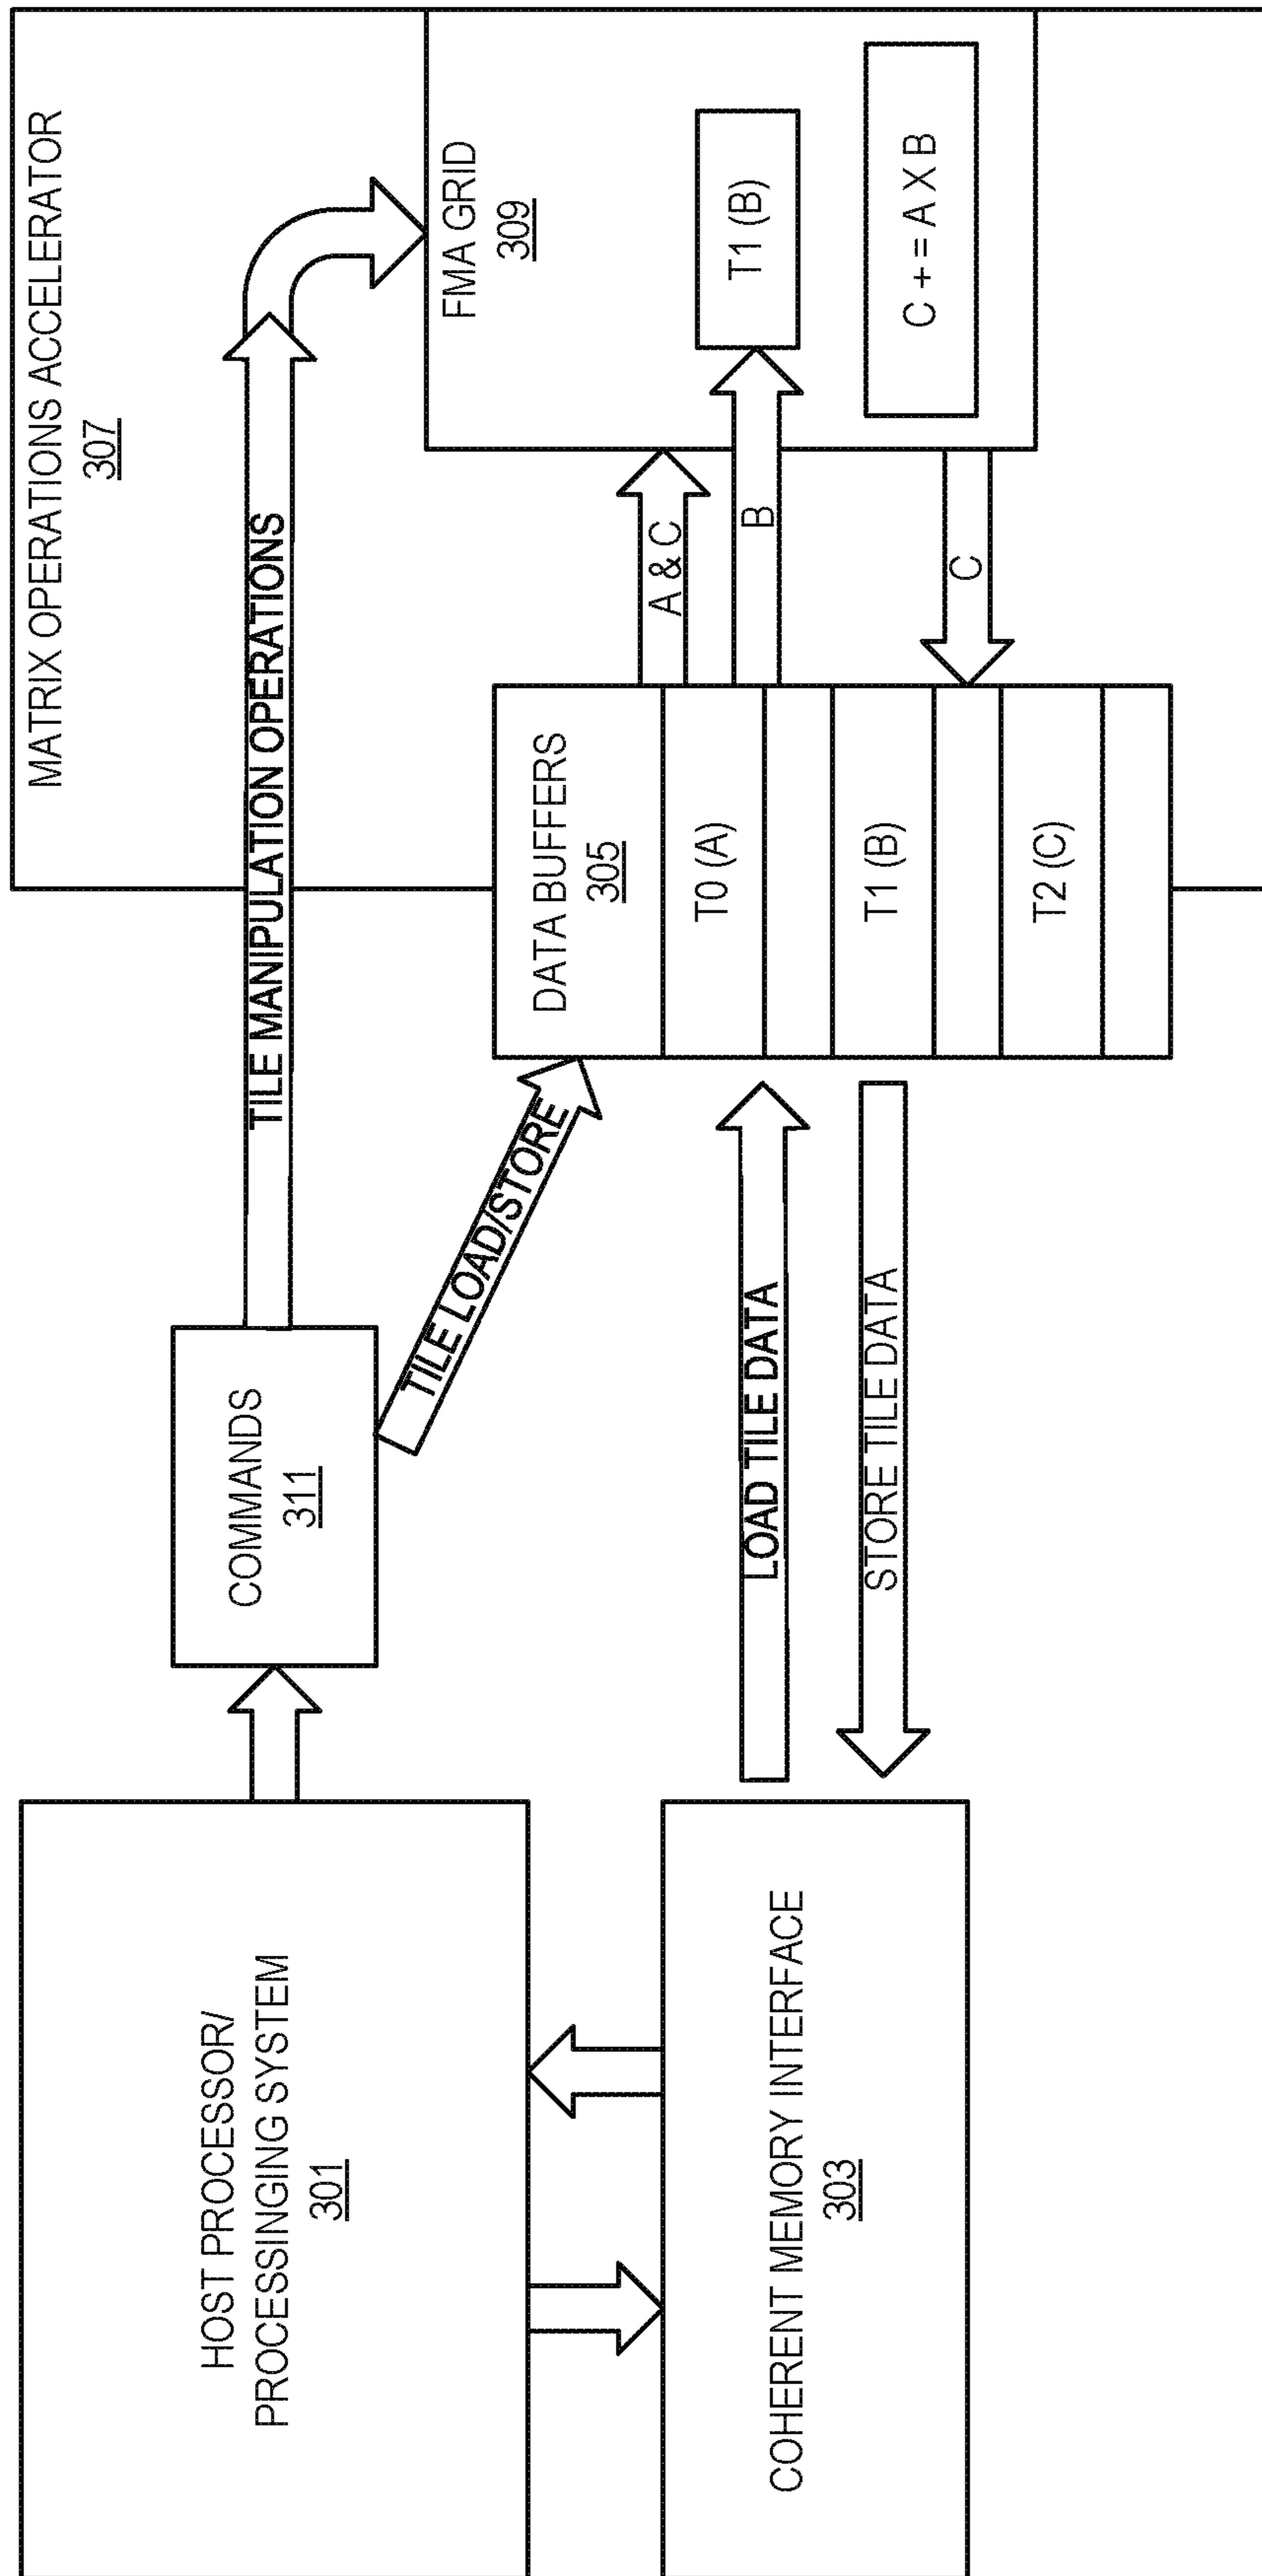 HOST PROCESSOR/
PROCESSINGING SYSTEM
301
COHERENT MEMORY INTERFACE
303
COMMANDS
311
TILE MANIPULATION OPERATIONS
TILE LOAD/STORE
LOAD TILE DATA
STORE TILE DATA
MATRIX OPERATIONS ACCELERATOR
307
DATA BUFFERS
305
T0 (A)
T1 (B)
T2 (C)
A & C
B
C
FMA GRID
309
T1 (B)
C + = A X B